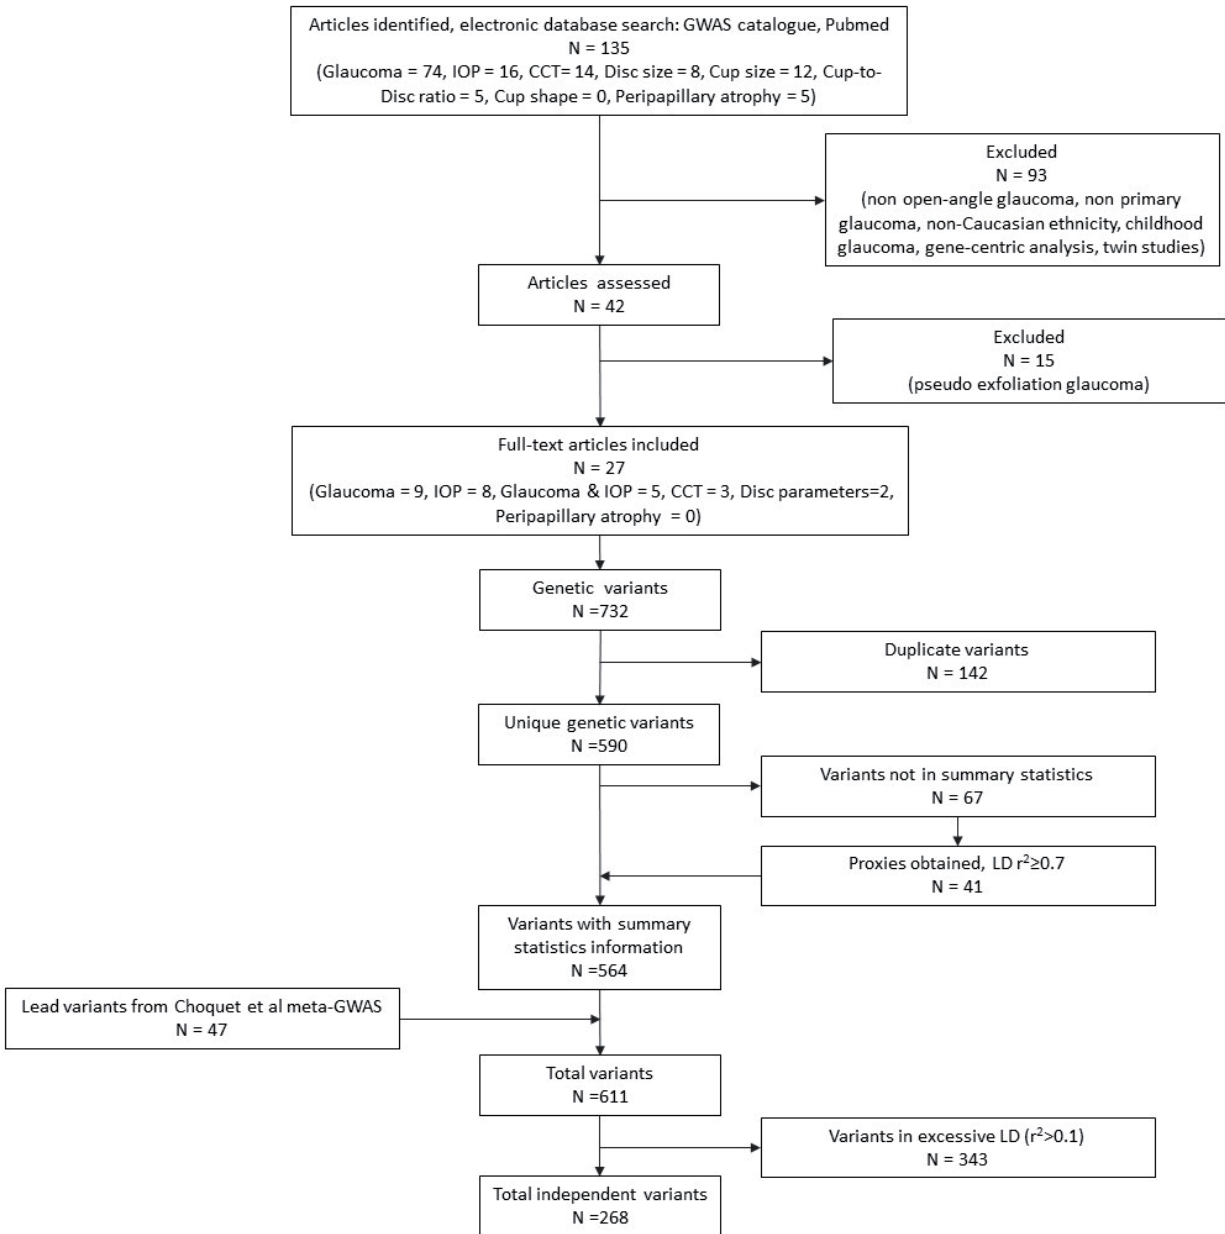 Articles identified, electronic database search: GWAS catalogue, Pubmed
N = 135
(Glaucoma = 74, IOP = 16, CCT= 14, Disc size = 8, Cup size = 12, Cup-to-
Disc ratio = 5, Cup shape = 0, Peripapillary atrophy = 5)
Excluded
N = 93
(non open-angle glaucoma, non primary
glaucoma, non-Caucasian ethnicity, childhood
glaucoma, gene-centric analysis, twin studies)
Articles assessed
N = 42
Excluded
N = 15
(pseudo exfoliation glaucoma)
Full-text articles included
N = 27
(Glaucoma = 9, IOP = 8, Glaucoma & IOP = 5, CCT = 3, Disc parameters=2,
Peripapillary atrophy = 0)
Genetic variants
N =732
Duplicate variants
N = 142
Unique genetic variants
N =590
Variants not in summary statistics
N = 67
Proxies obtained, LD r²≥0.7
N = 41
Variants with summary
statistics information
N =564
Lead variants from Choquet et al meta-GWAS
N = 47
Total variants
N =611
Variants in excessive LD (r²>0.1)
N = 343
Total independent variants
N =268